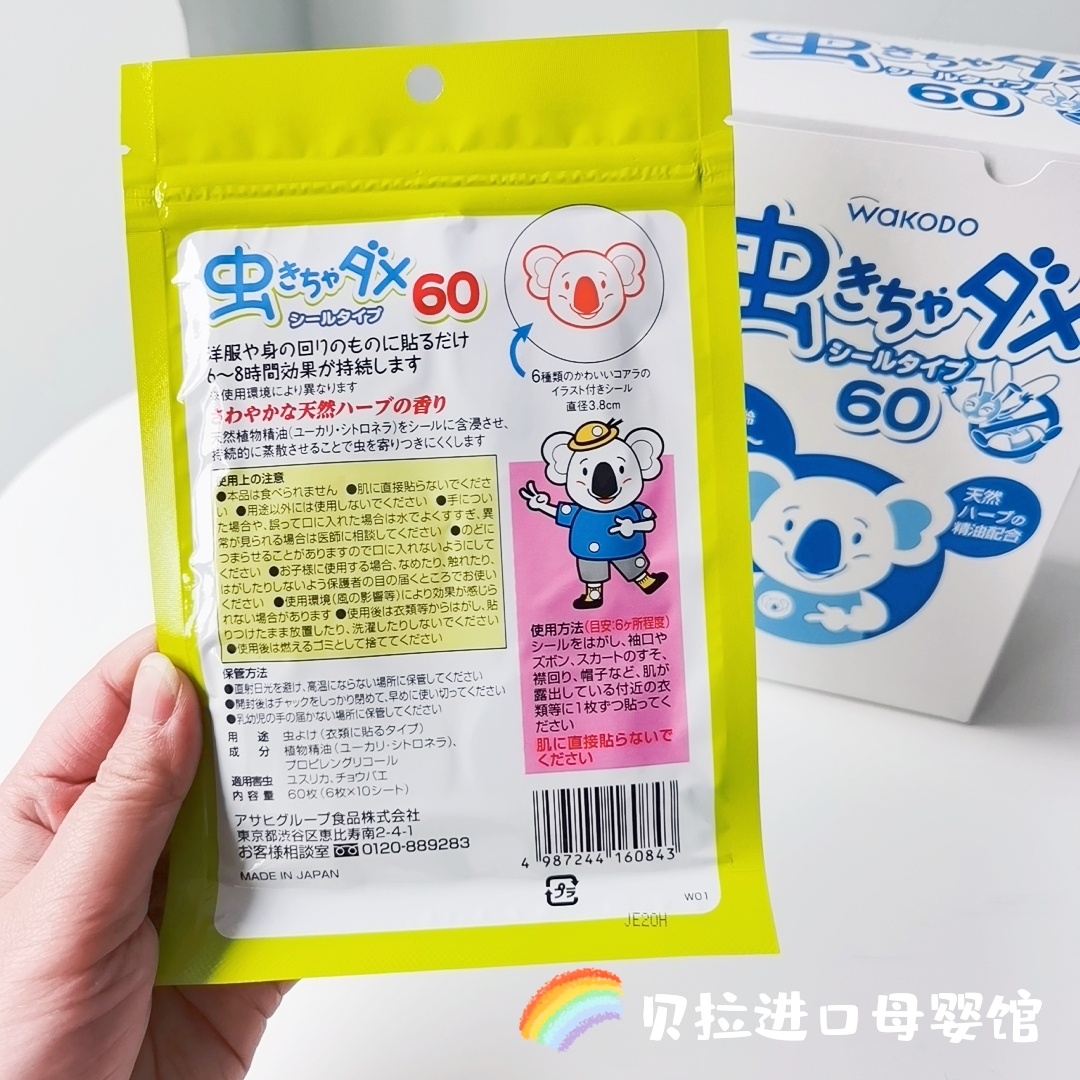 虫きちゃダメ 60
シールタイプ
洋服や身の回りのものに貼るだけ
6～8時間効果が持続します
※使用環境により異なります
さわやかな天然ハーブの香り
天然植物精油(ユーカリ・シトロネラ)をシールに含浸させ、
持続的に蒸散させることで虫を寄りつきにくくします
6種類のかわいいコアラの
イラスト付きシール
直径3.8cm
使用上の注意
●本品は食べられません ●肌に直接貼らないでくださ
い ●用途以外には使用しないでください ●手につい
た場合や、誤って口に入れた場合は水でよくすすぎ、異
常が見られる場合は医師に相談してください ●のどに
つまらせることがありますので口に入れないようにして
ください ●お子様に使用する場合、なめたり、触れたり、
はがしたりしないよう保護者の目の届くところでお使い
ください ●使用環境(風の影響等)により効果が感じら
れない場合があります ●使用後は衣類等からはがし、貼
りつけたまま放置したり、洗濯したりしないでください
●使用後は燃えるゴミとして捨ててください
保管方法
●直射日光を避け、高温にならない場所に保管してください
●開封後はチャックをしっかり閉めて、早めに使い切ってください
●乳幼児の手の届かない場所に保管してください
用途 虫よけ(衣類に貼るタイプ)
成分 植物精油(ユーカリ・シトロネラ)、
プロピレングリコール
適用害虫 ユスリカ、チョウバエ
内容量 60枚(6枚×10シート)
アサヒグループ食品株式会社
東京都渋谷区恵比寿南2-4-1
お客様相談室 0120-889283
MADE IN JAPAN
使用方法(目安:6ヶ所程度)
シールをはがし、袖口や
ズボン、スカートのすそ、
襟回り、帽子など、肌が
露出している付近の衣
類等に1枚ずつ貼ってく
ださい
肌に直接貼らないで
ください
4 987244 160843
プラ
W01
JE20H
虫きちゃダメ
シールタイプ
60
WAKODO
虫きちゃダメ
シールタイプ
60
天然
ハーブの
精油配合
贝拉进口母婴馆